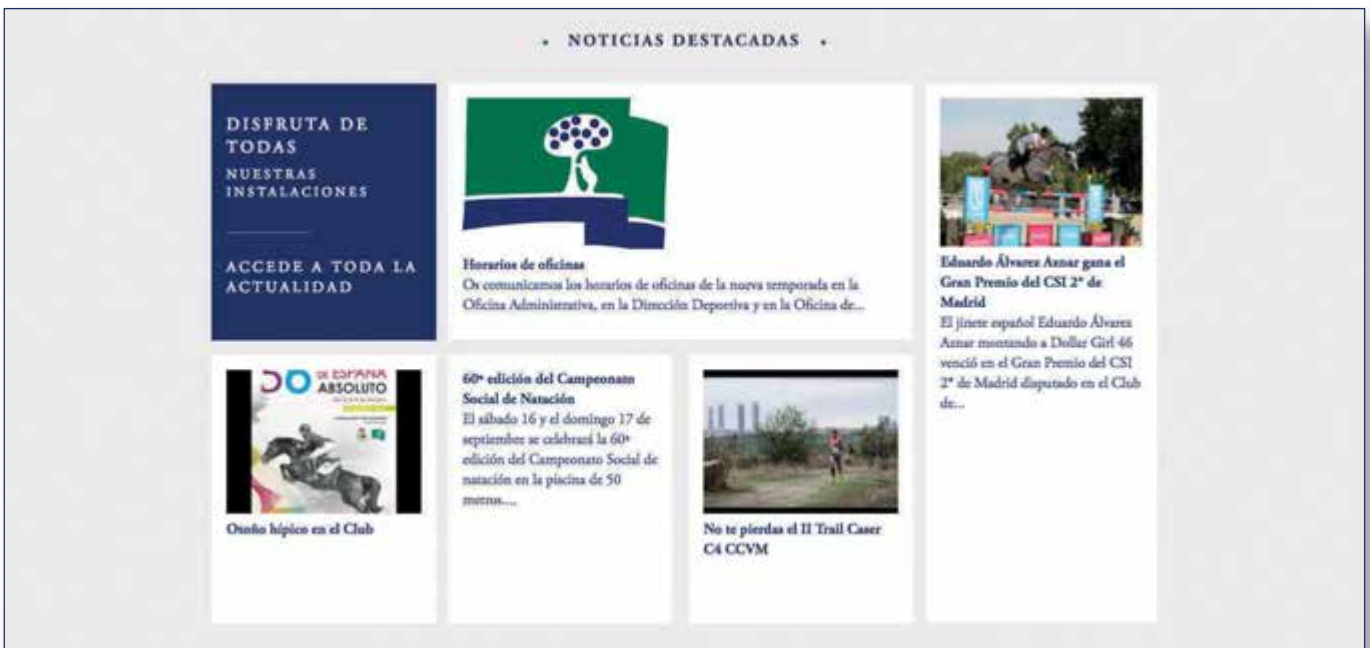 • NOTICIAS DESTACADAS •
DISFRUTA DE
TODAS
NUESTRAS
INSTALACIONES
ACCEDE A TODA LA
ACTUALIDAD
Horarios de oficinas
Os comunicamos los horarios de oficinas de la nueva temporada en la
Oficina Administrativa, en la Dirección Deportiva y en la Oficina de...
Eduardo Álvarez Aznar gana el
Gran Premio del CSI 2* de
Madrid
El jinete español Eduardo Álvarez
Aznar montando a Dollar Girl 46
venció en el Gran Premio del CSI
2* de Madrid disputado en el Club
de...
DE ESPAÑA
ABSOLUTO
Otoño hípico en el Club
60ª edición del Campeonato
Social de Natación
El sábado 16 y el domingo 17 de
septiembre se celebrará la 60ª
edición del Campeonato Social de
natación en la piscina de 50
metros....
No te pierdas el II Trail Caser
C4 CCVM